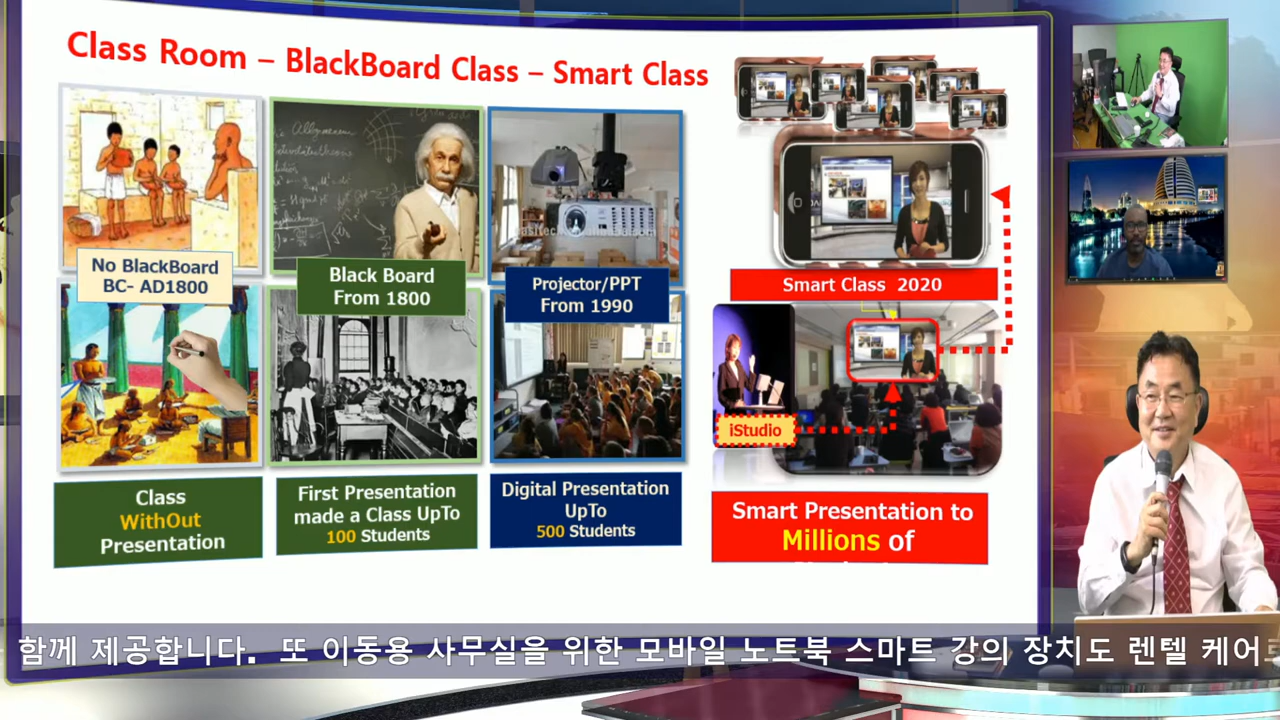 Class Room – BlackBoard Class – Smart Class
No BlackBoard
BC- AD1800
Black Board
From 1800
Projector/PPT
From 1990
Smart Class 2020
iStudio
Class
WithOut
Presentation
First Presentation
made a Class UpTo
100 Students
Digital Presentation
UpTo
500 Students
Smart Presentation to
Millions of
함께 제공합니다. 또 이동용 사무실을 위한 모바일 노트북 스마트 강의 장치도 렌텔 케어로